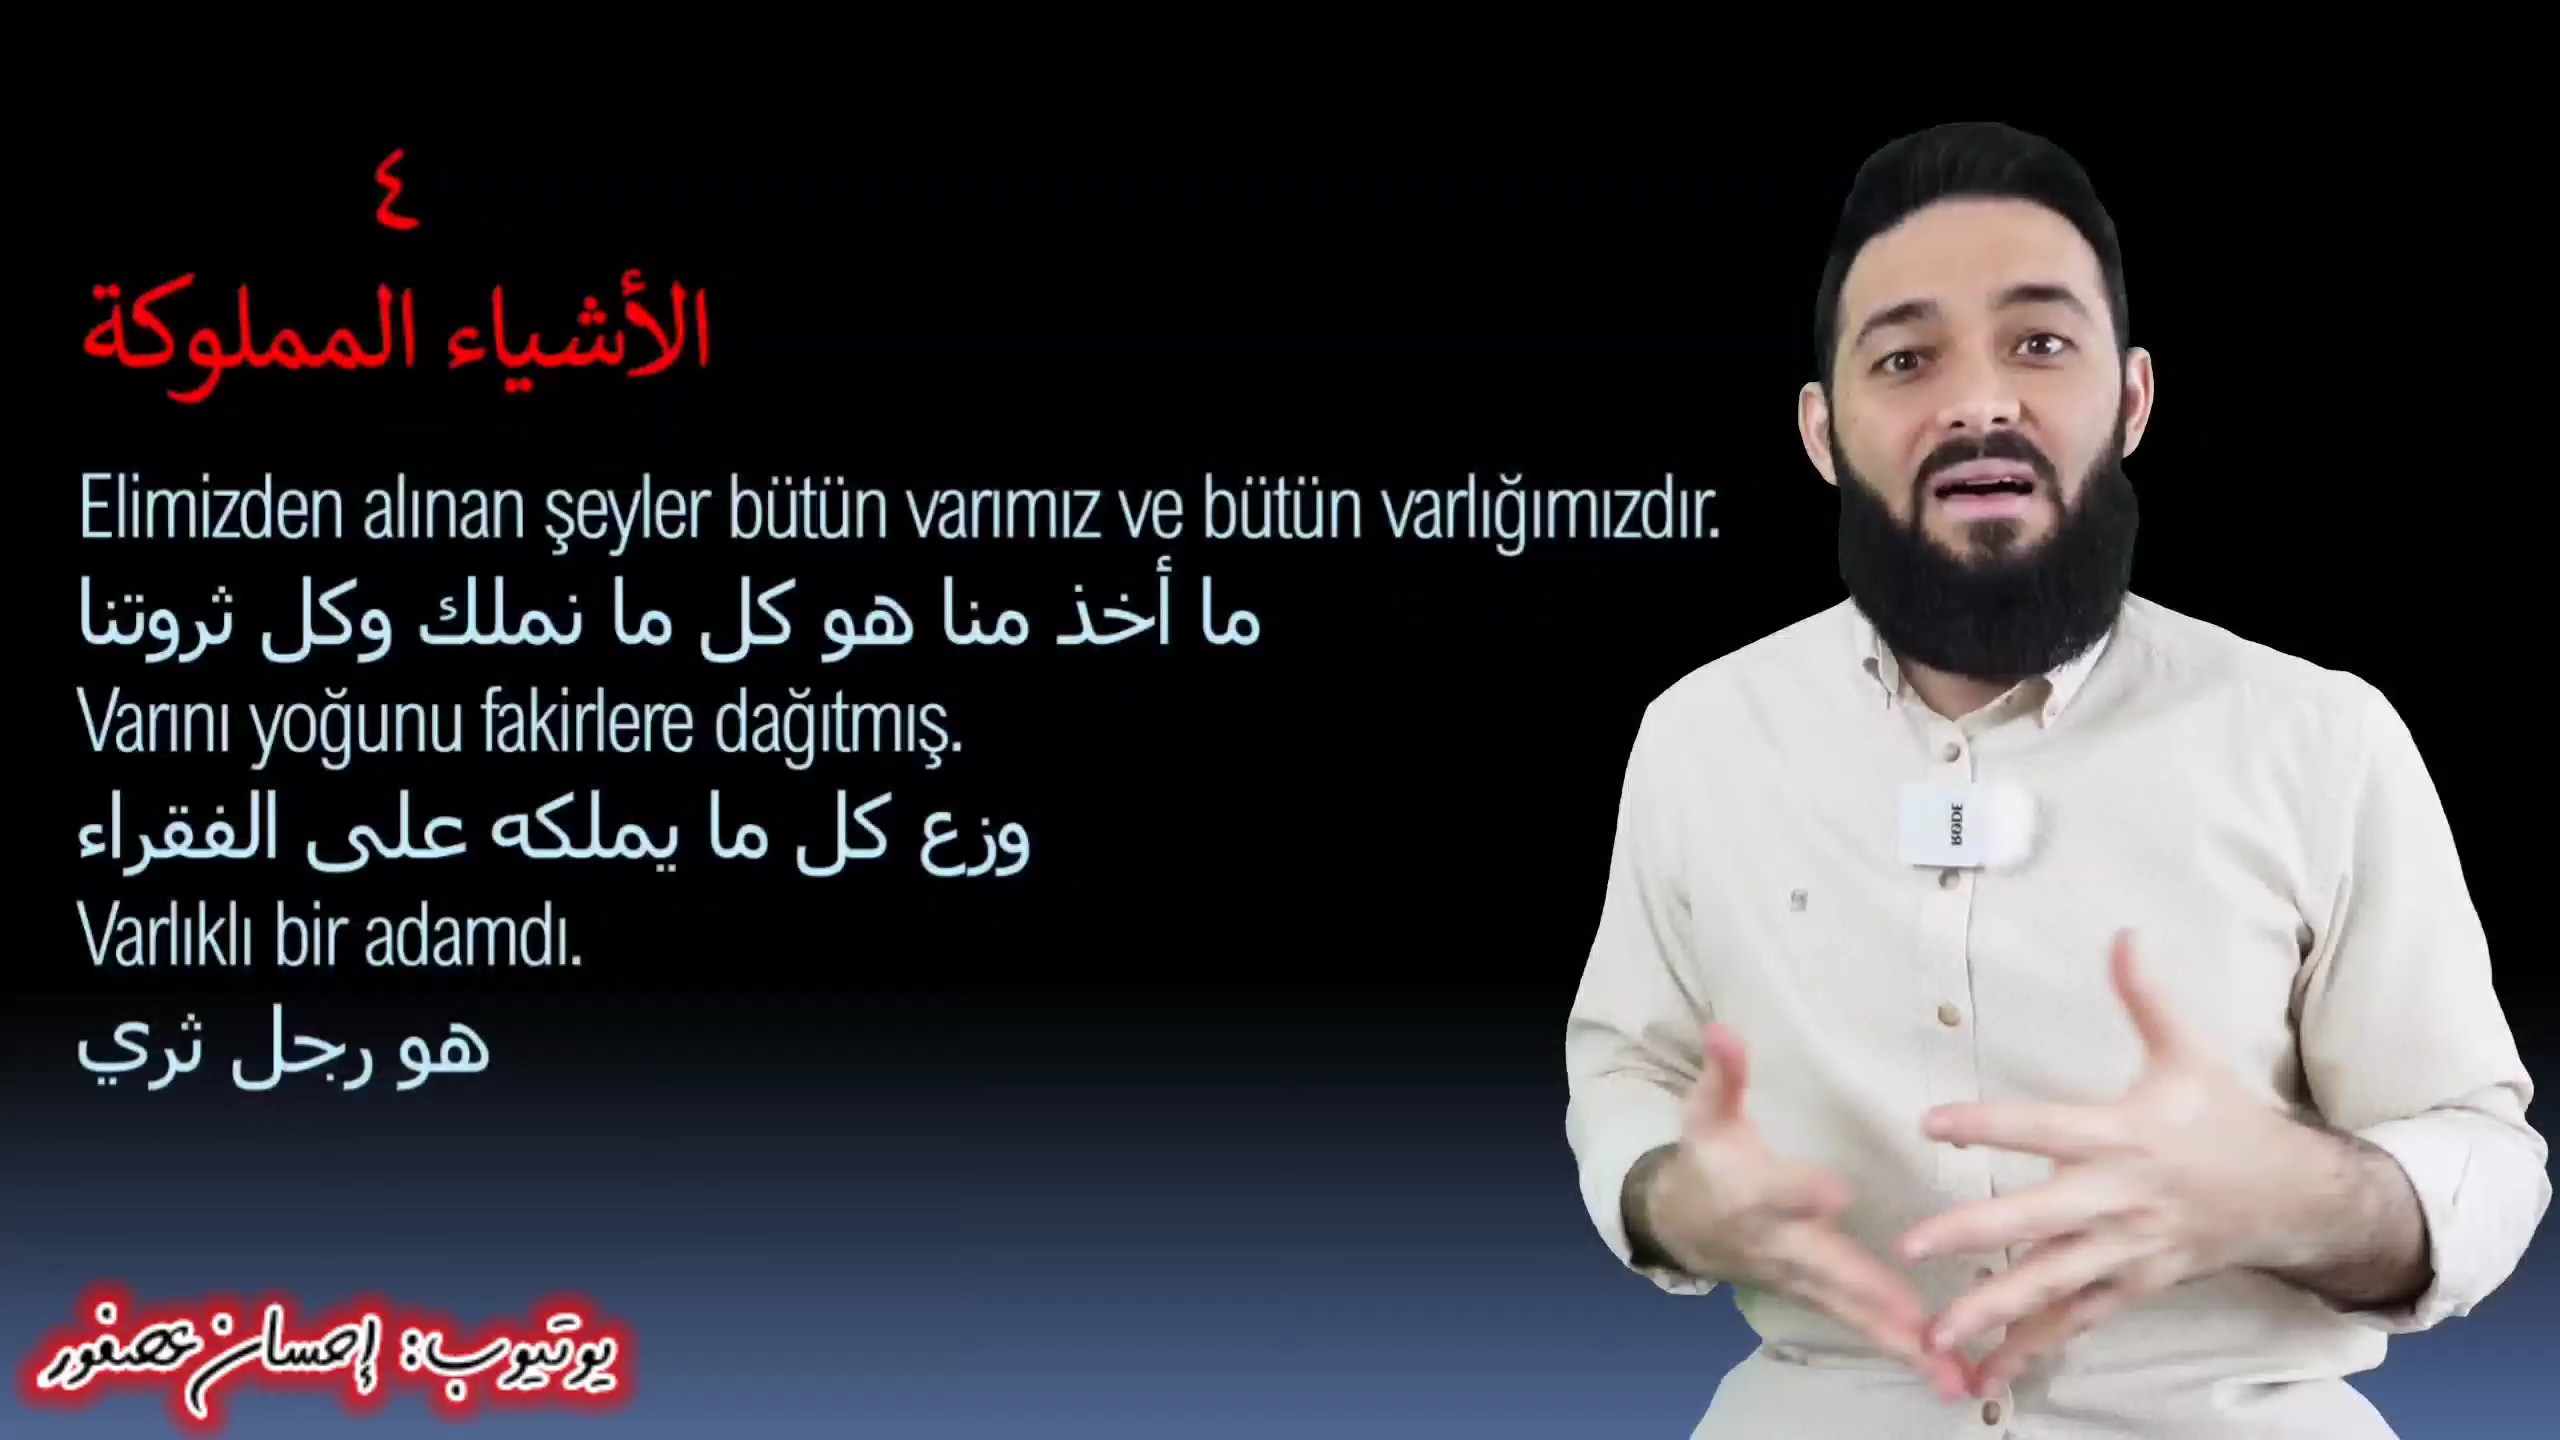 ٤
الأشياء المملوكة
Elimizden alınan şeyler bütün varımız ve bütün varlığımızdır.
ما أخذ منا هو كل ما نملك وكل ثروتنا
Varını yoğunu fakirlere dağıtmış.
وزع كل ما يملكه على الفقراء
Varlıklı bir adamdı.
هو رجل ثري
RØDE
يوتيوب: إحسان عصفور